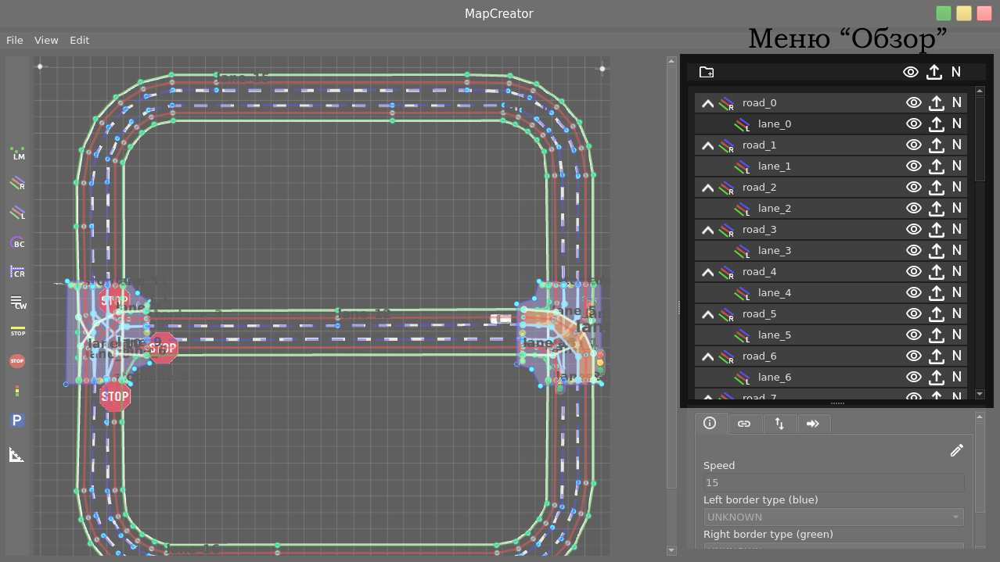 MapCreator
File View Edit
Меню “Обзор”
N
road_0 N
lane_0 N
road_1 N
lane_1 N
road_2 N
lane_2 N
road_3 N
lane_3 N
road_4 N
lane_4 N
road_5 N
lane_5 N
road_6 N
lane_6 N
road_7 N
LM
R
L
BC
CR
CW
STOP
STOP
P
STOP
STOP
STOP
Speed
15
Left border type (blue)
UNKNOWN
Right border type (green)